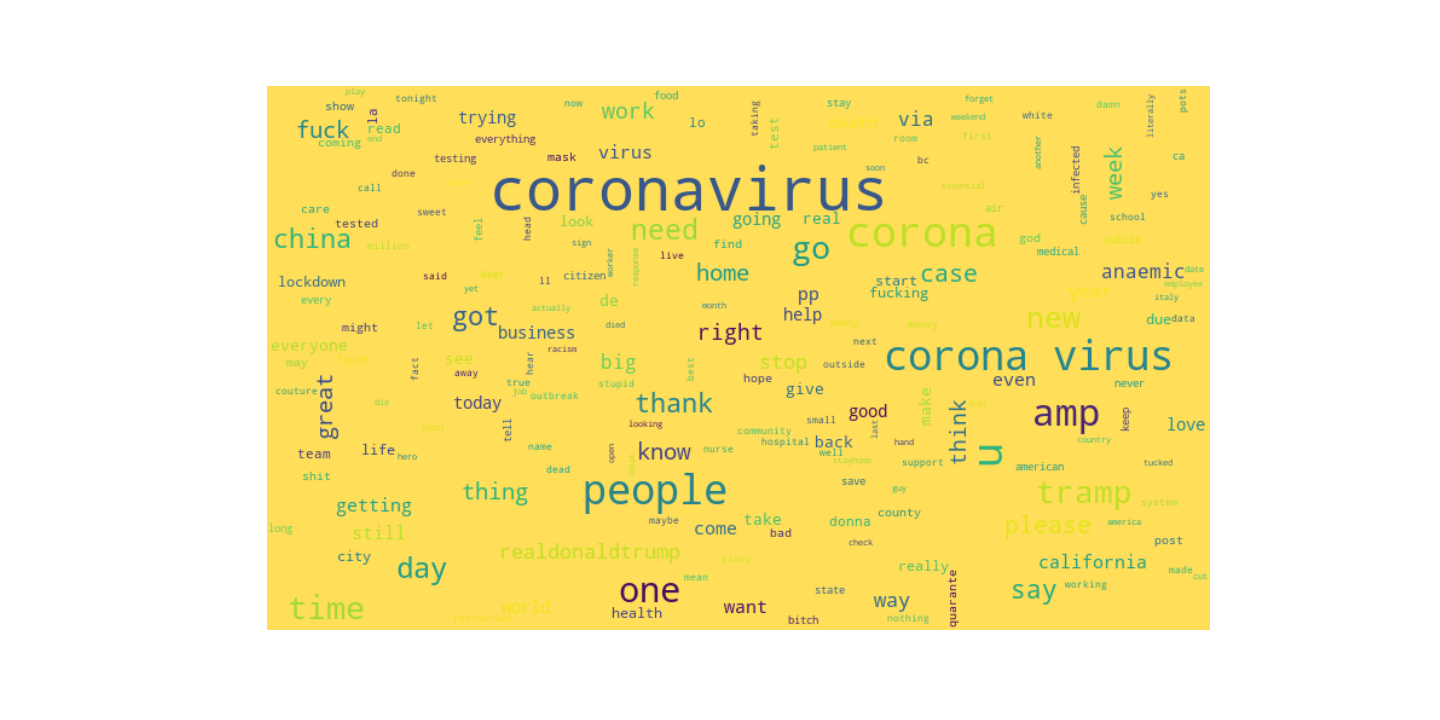 play
show
la
tonight
fuck
read
coming
end
trying
everything
testing
mask
now
food
work
lo
virus
taking
test
stay
death
via
patient
room
bc
soon
forget
weekend
first
white
another
infected
damn
literally
pots
week
ca
yes
essential
coronavirus
done
call
care
tested
sweet
feel
head
look
sign
need
going
real
find
corona
air
god
cause
school
public
medical
china
million
go
live
worker
response
citizen
home
case
start
fucking
anaemic
date
employee
italy
year
lockdown
said
beer
ll
yet
every
de
pp
help
many
money
new
due
data
might
let
got
actually
business
died
month
right
next
everyone
may
face
fact
see
away
hear
racism
big
best
stop
outside
corona virus
even
never
couture
great
die
true
job
outbreak
stupid
hope
give
today
tell
thank
looking
small
good
last
make
think
full
amp
keep
love
team
life
hero
local
name
open
know
nurse
community
hospital
back
well
hand
stayhome
support
u
country
american
tucked
shit
dead
thing
people
save
guy
tramp
system
getting
long
still
maybe
come
take
bad
donna
county
check
please
america
post
city
day
realdonaldtrump
story
mean
really
california
made
cut
working
time
world
restaurant
one
health
want
bitch
state
way
nothing
quarante
say